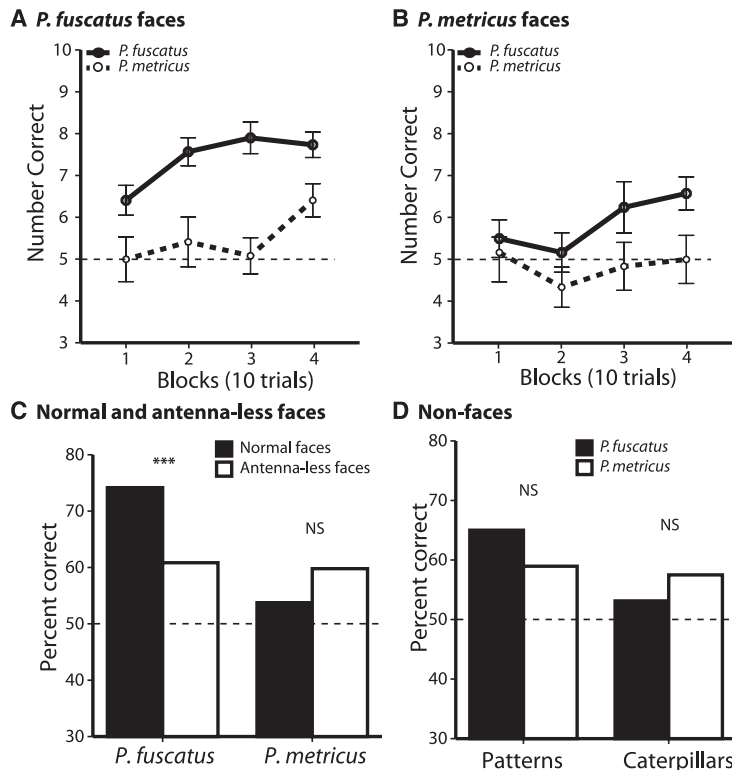 A P. fuscatus faces
P. fuscatus
P. metricus
10
9
8
7
6
5
4
3
Number Correct
1 2 3 4
Blocks (10 trials)
B P. metricus faces
P. fuscatus
P. metricus
10
9
8
7
6
5
4
3
Number Correct
1 2 3 4
Blocks (10 trials)
C Normal and antenna-less faces
Normal faces
Antenna-less faces
80
70
60
50
40
30
Percent correct
***
NS
P. fuscatus P. metricus
D Non-faces
P. fuscatus
P. metricus
80
70
60
50
40
30
Percent correct
NS
NS
Patterns Caterpillars